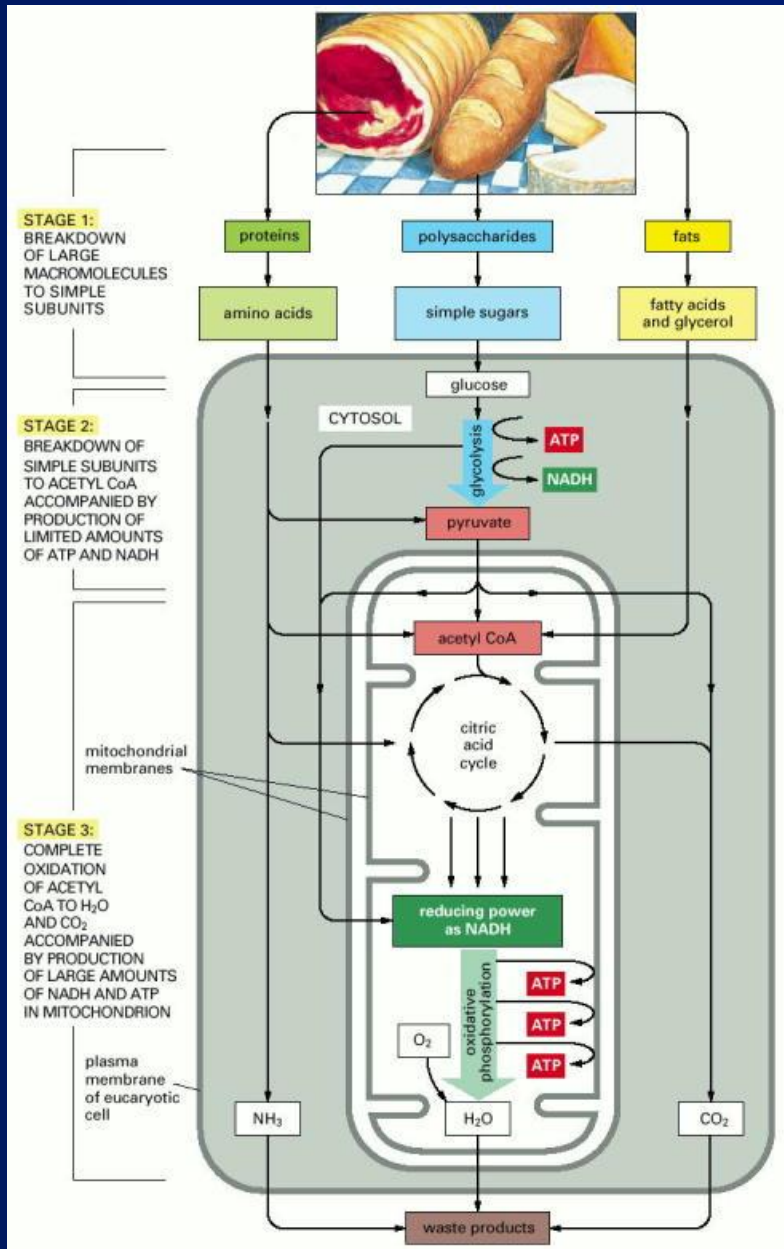 STAGE 1:
BREAKDOWN
OF LARGE
MACROMOLECULES
TO SIMPLE
SUBUNITS
proteins
polysaccharides
fats
amino acids
simple sugars
fatty acids
and glycerol
STAGE 2:
BREAKDOWN OF
SIMPLE SUBUNITS
TO ACETYL CoA
ACCOMPANIED BY
PRODUCTION OF
LIMITED AMOUNTS
OF ATP AND NADH
glucose
CYTOSOL
glycolysis
ATP
NADH
pyruvate
acetyl CoA
citric
acid
cycle
mitochondrial
membranes
STAGE 3:
COMPLETE
OXIDATION
OF ACETYL
CoA TO H₂O
AND CO₂
ACCOMPANIED
BY PRODUCTION
OF LARGE AMOUNTS
OF NADH AND ATP
IN MITOCHONDRION
reducing power
as NADH
oxidative
phosphorylation
ATP
ATP
ATP
O₂
plasma
membrane
of eucaryotic
cell
NH₃
H₂O
CO₂
waste products